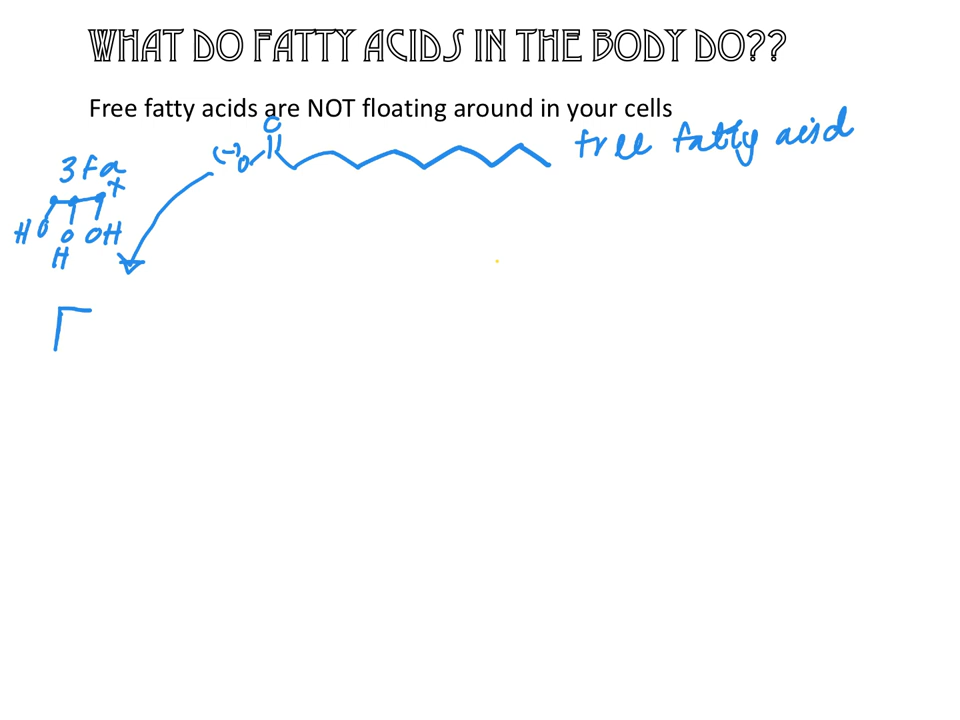 WHAT DO FATTY ACIDS IN THE BODY DO??
Free fatty acids are NOT floating around in your cells
free fatty acid
(-) O
O
3 Fa
+
HO O OH
H